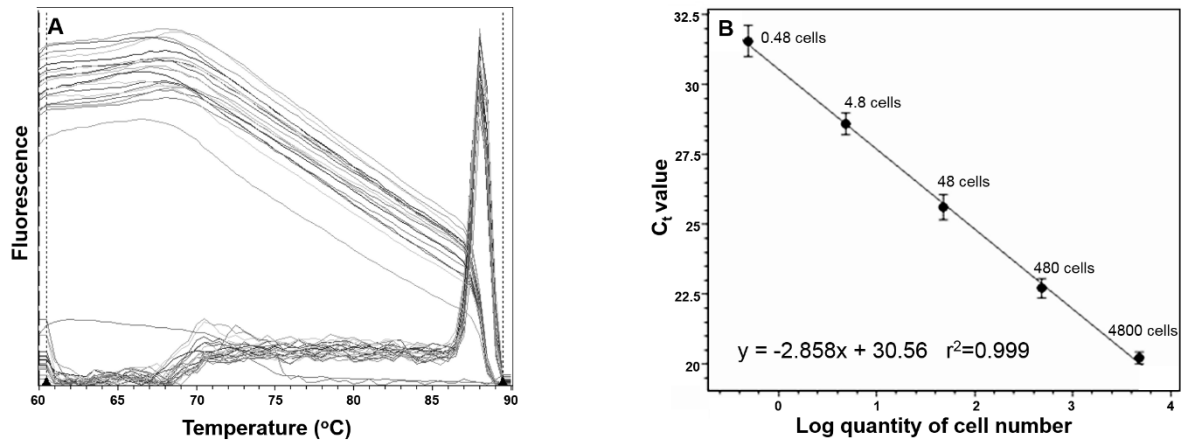 A
Fluorescence
60 65 70 75 80 85 90
Temperature (°C)
B
32.5
30
27.5
25
22.5
20
Ct value
0.48 cells
4.8 cells
48 cells
480 cells
4800 cells
y = -2.858x + 30.56 r²=0.999
0 1 2 3 4
Log quantity of cell number